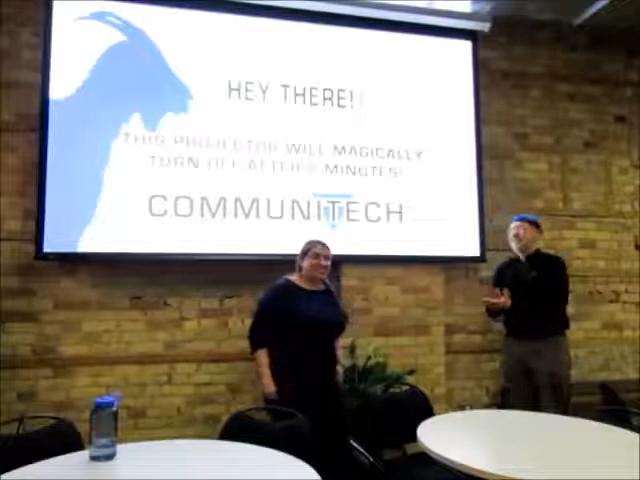 HEY THERE!
THIS PROJECTOR WILL MAGICALLY
TURN OFF AFTER MINUTES!
COMMUNITECH